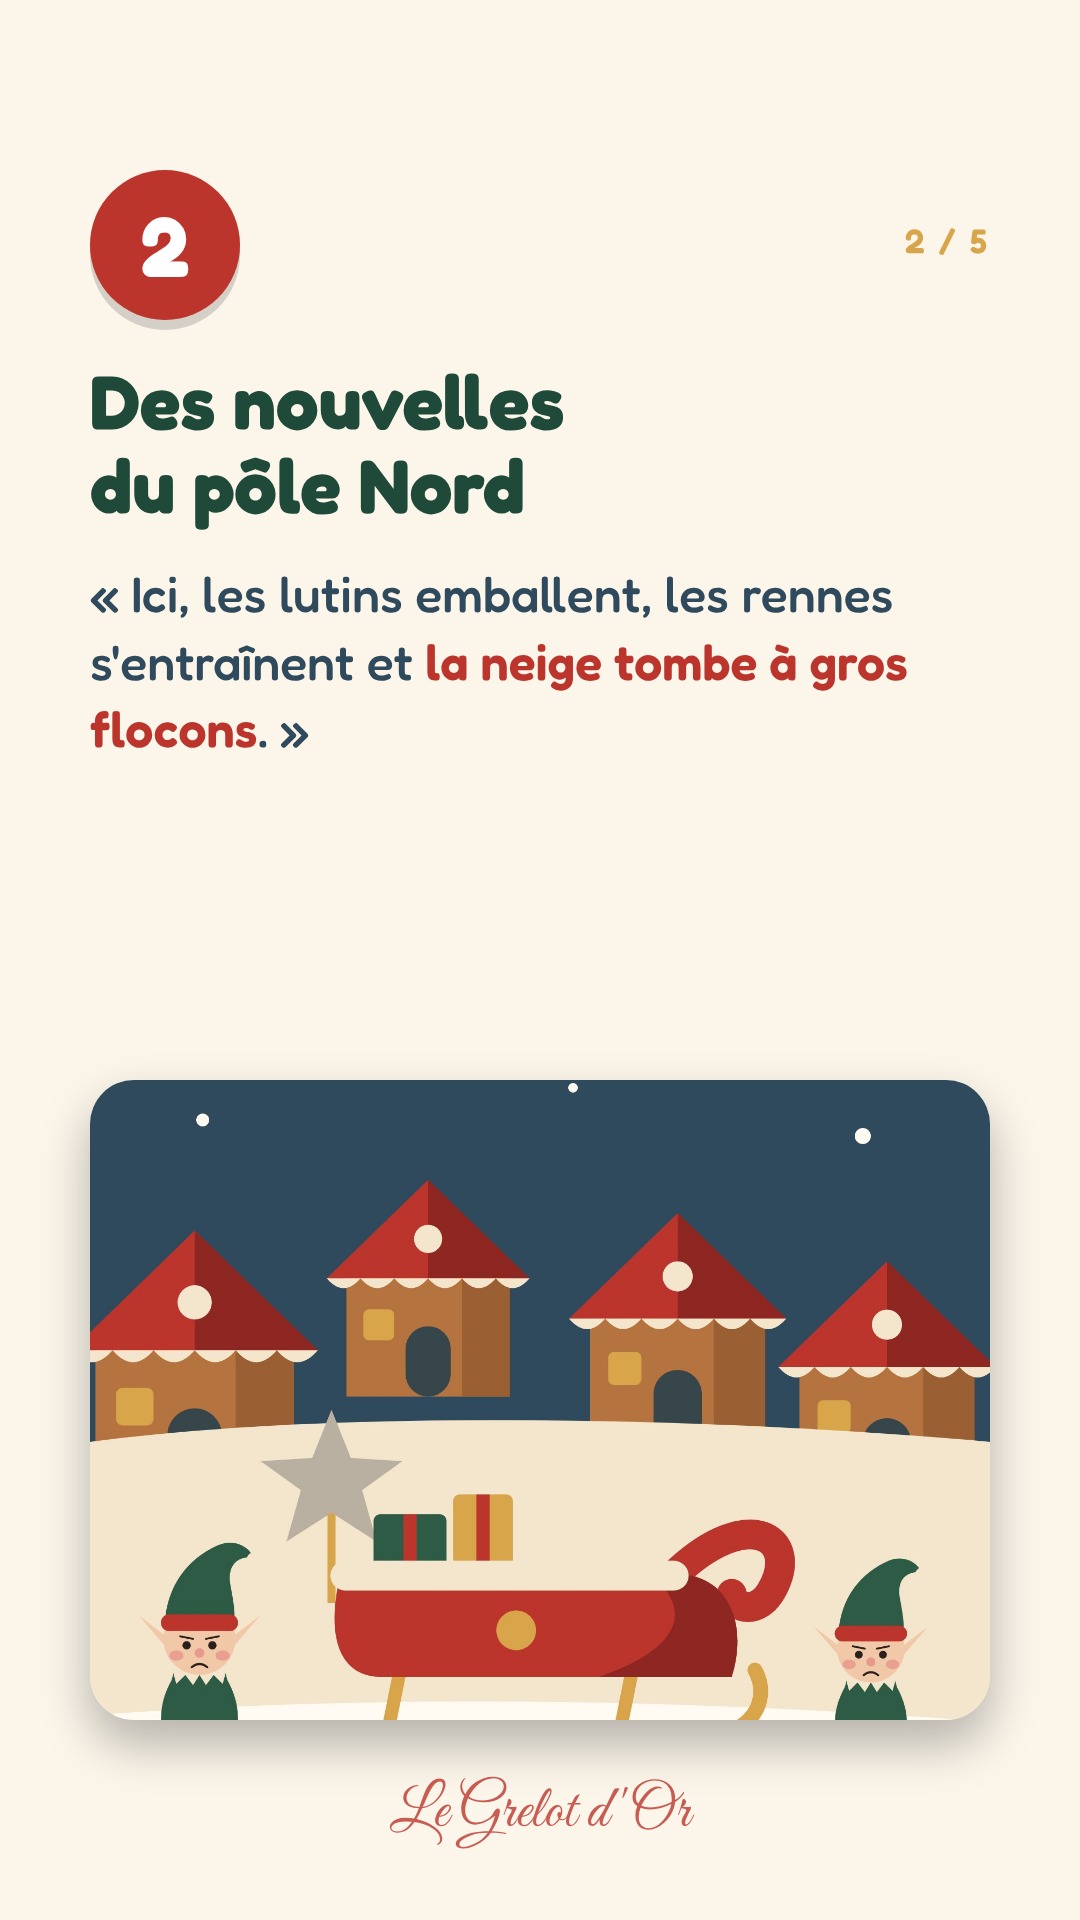 2
2 / 5
Des nouvelles
du pôle Nord
« Ici, les lutins emballent, les rennes
s'entraînent et la neige tombe à gros
flocons. »
Le Grelot d'Or